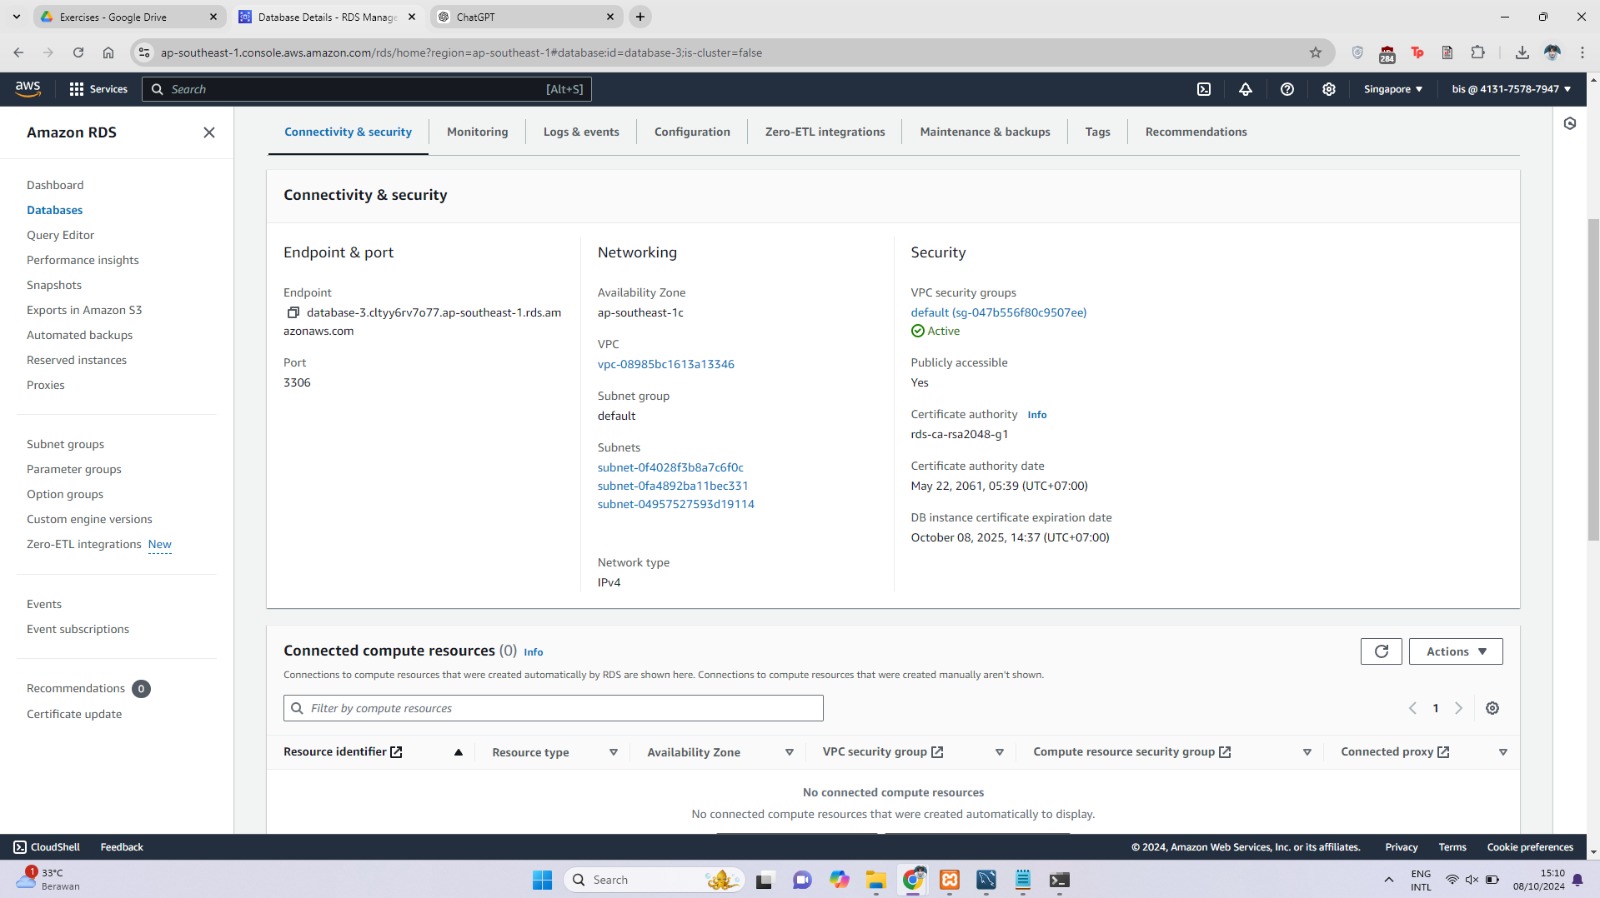 Exercises - Google Drive
Database Details - RDS Manag
ChatGPT
ap-southeast-1.console.aws.amazon.com/rds/home?region=ap-southeast-1#database:id=database-3;is-cluster=false
284
Tp
aws
Services
Search
[Alt+S]
Singapore
bis @ 4131-7578-7947
Amazon RDS
Dashboard
Databases
Query Editor
Performance insights
Snapshots
Exports in Amazon S3
Automated backups
Reserved instances
Proxies
Subnet groups
Parameter groups
Option groups
Custom engine versions
Zero-ETL integrations New
Events
Event subscriptions
Recommendations 0
Certificate update
Connectivity & security
Monitoring
Logs & events
Configuration
Zero-ETL integrations
Maintenance & backups
Tags
Recommendations
Connectivity & security
Endpoint & port
Endpoint
database-3.cltyy6rv7o77.ap-southeast-1.rds.am
azonaws.com
Port
3306
Networking
Availability Zone
ap-southeast-1c
VPC
vpc-08985bc1613a13346
Subnet group
default
Subnets
subnet-0f4028f3b8a7c6f0c
subnet-0fa4892ba11bec331
subnet-04957527593d19114
Network type
IPv4
Security
VPC security groups
default (sg-047b556f80c9507ee)
Active
Publicly accessible
Yes
Certificate authority Info
rds-ca-rsa2048-g1
Certificate authority date
May 22, 2061, 05:39 (UTC+07:00)
DB instance certificate expiration date
October 08, 2025, 14:37 (UTC+07:00)
Connected compute resources (0) Info
Connections to compute resources that were created automatically by RDS are shown here. Connections to compute resources that were created manually aren't shown.
Actions
Filter by compute resources
1
Resource identifier
Resource type
Availability Zone
VPC security group
Compute resource security group
Connected proxy
No connected compute resources
No connected compute resources that were created automatically to display.
CloudShell
Feedback
© 2024, Amazon Web Services, Inc. or its affiliates.
Privacy
Terms
Cookie preferences
1
33°C
Berawan
Search
ENG
INTL
15:10
08/10/2024